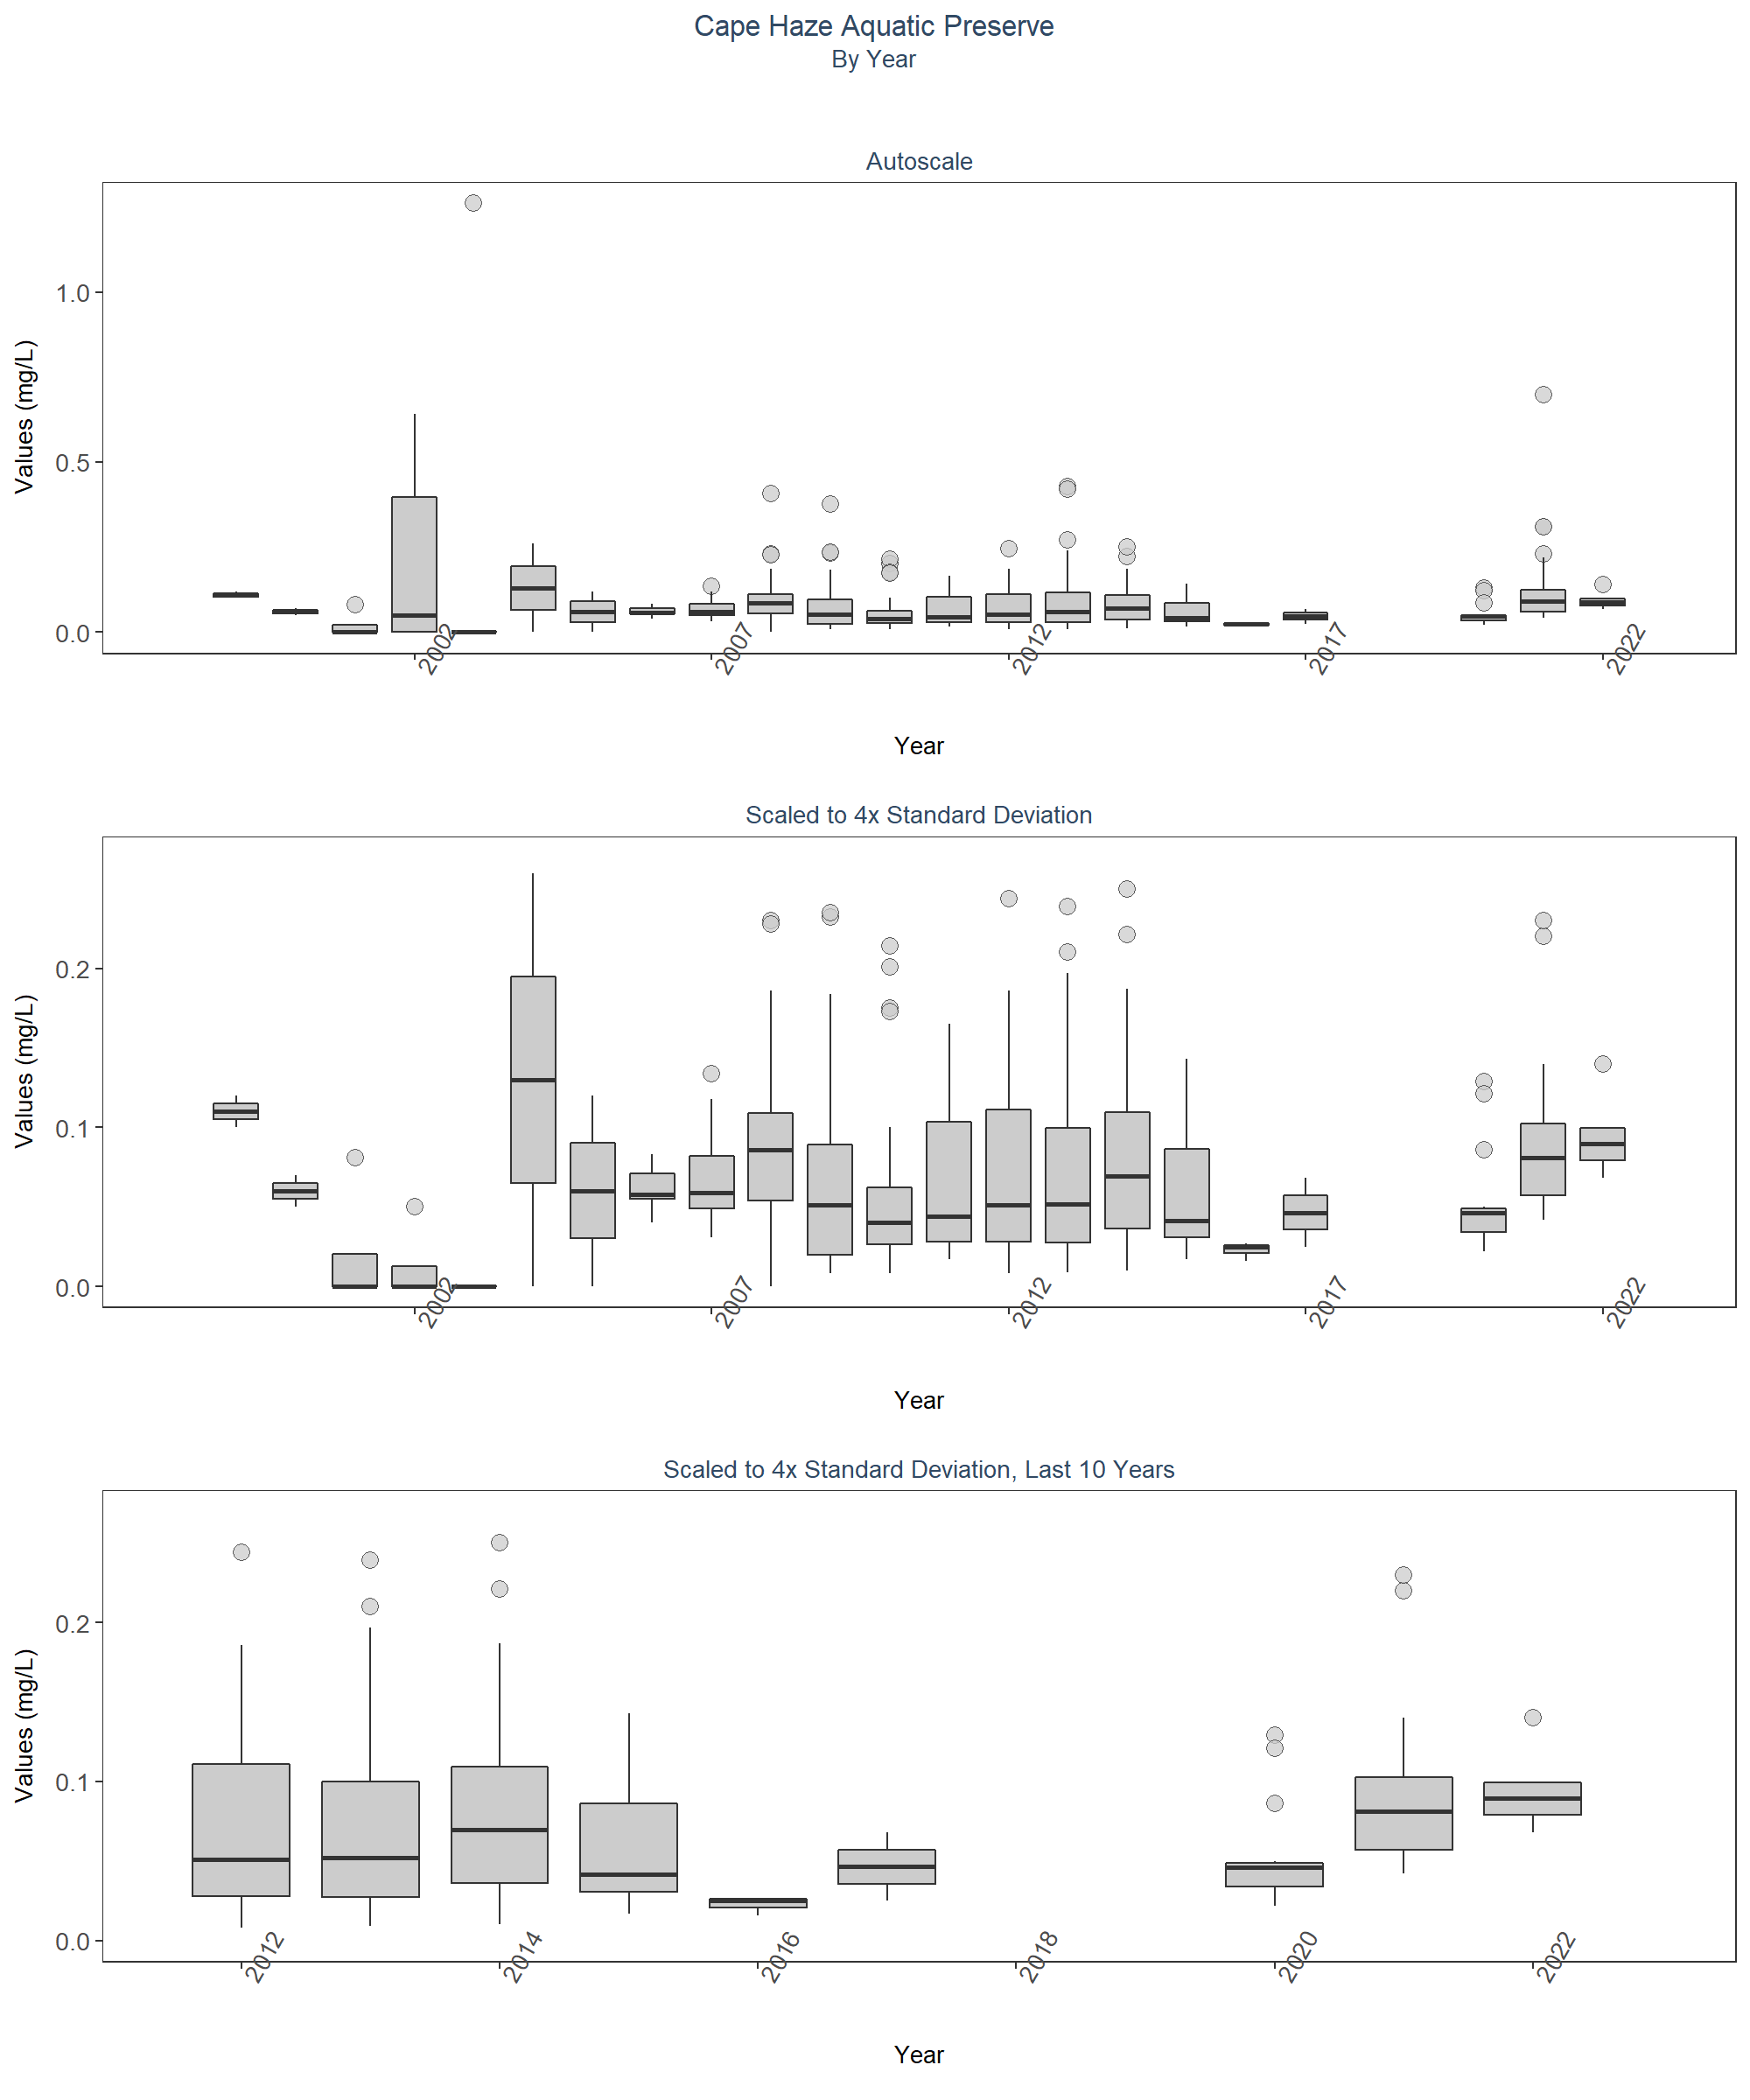 Cape Haze Aquatic Preserve
By Year
Autoscale
Values (mg/L)
1.0
0.5
0.0
2002
2007
2012
2017
2022
Year
Scaled to 4x Standard Deviation
Values (mg/L)
0.2
0.1
0.0
2002
2007
2012
2017
2022
Year
Scaled to 4x Standard Deviation, Last 10 Years
Values (mg/L)
0.2
0.1
0.0
2012
2014
2016
2018
2020
2022
Year